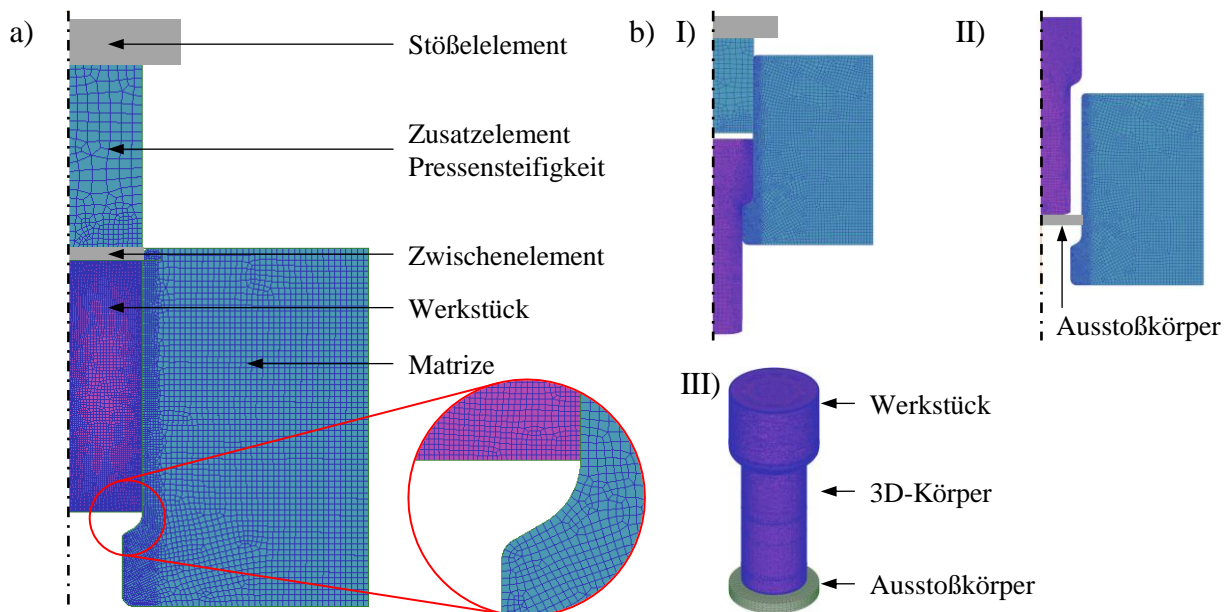 a)
Stößelelement
Zusatzelement
Pressensteifigkeit
Zwischenelement
Werkstück
Matrize
b) I)
II)
Ausstoßkörper
III)
Werkstück
3D-Körper
Ausstoßkörper